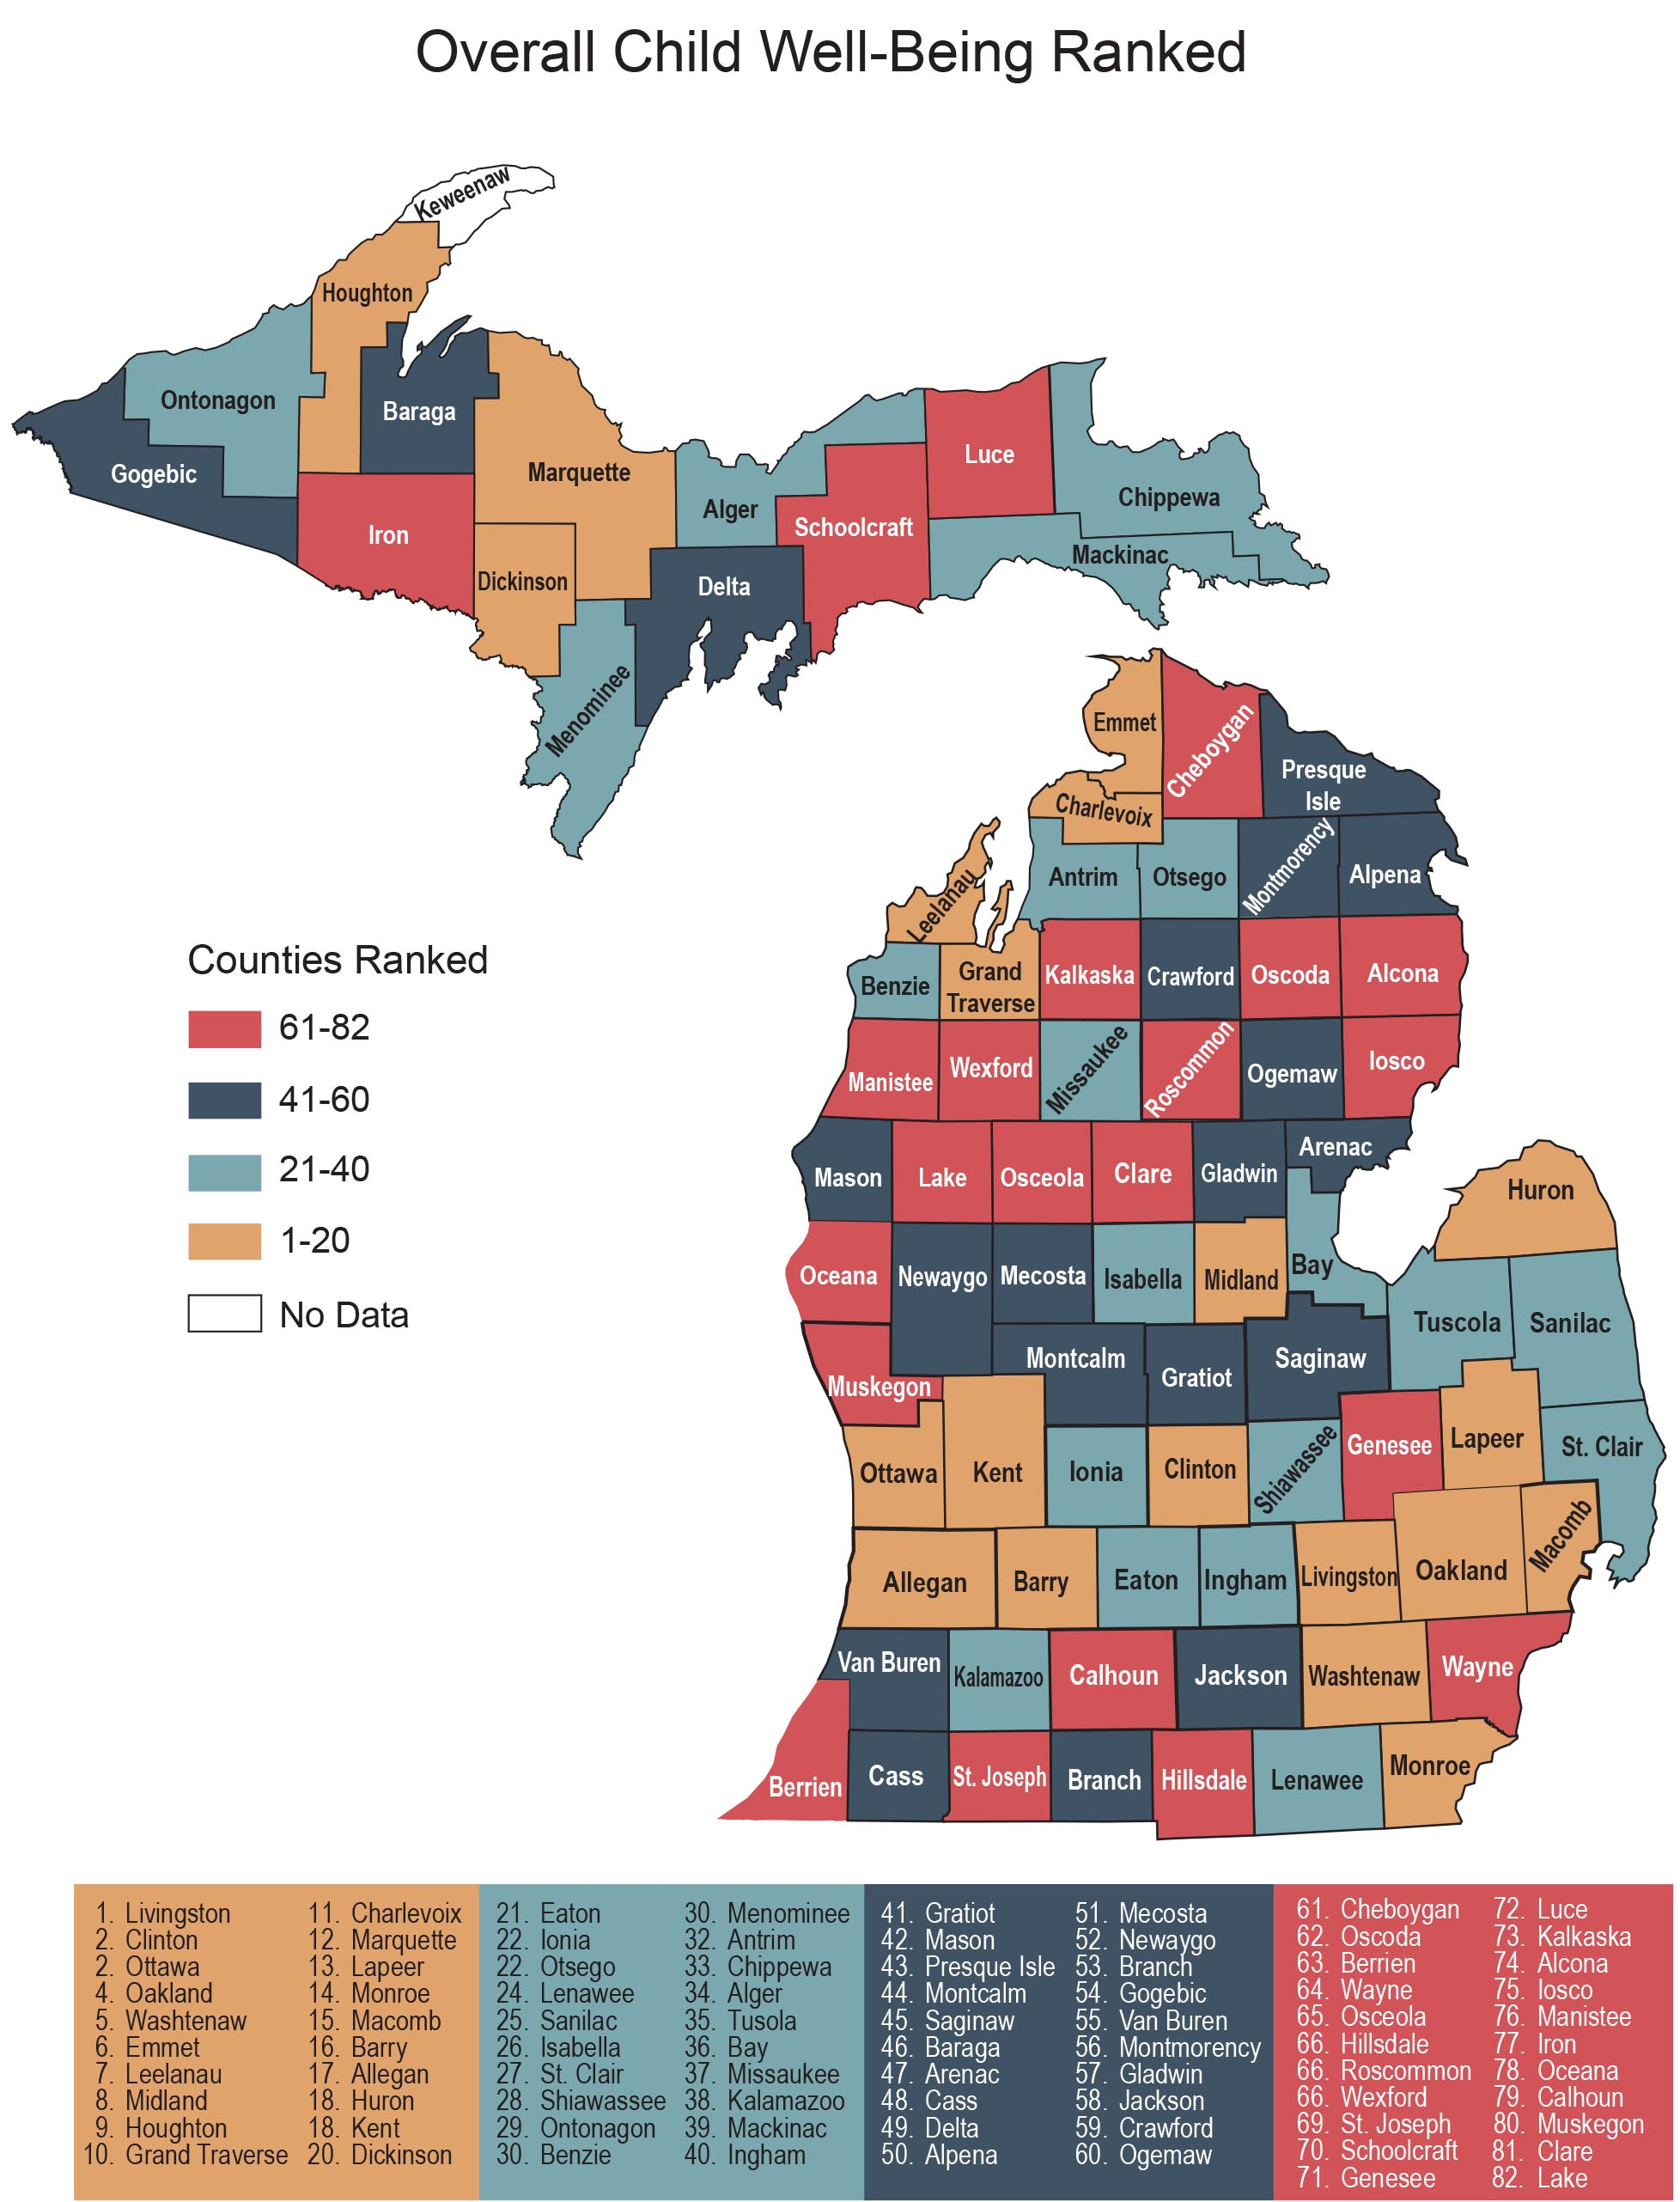 Overall Child Well-Being Ranked
Keweenaw
Houghton
Ontonagon
Baraga
Gogebic
Marquette
Iron
Dickinson
Alger
Luce
Schoolcraft
Chippewa
Mackinac
Delta
Menominee
Emmet
Cheboygan
Presque
Isle
Charlevoix
Antrim
Otsego
Montmorency
Alpena
Leelanau
Benzie
Grand
Traverse
Kalkaska
Crawford
Oscoda
Alcona
Counties Ranked
61-82
41-60
21-40
1-20
No Data
Manistee
Wexford
Missaukee
Roscommon
Ogemaw
Iosco
Mason
Lake
Osceola
Clare
Gladwin
Arenac
Huron
Oceana
Newaygo
Mecosta
Isabella
Midland
Bay
Tuscola
Sanilac
Muskegon
Montcalm
Gratiot
Saginaw
Ottawa
Kent
Ionia
Clinton
Shiawassee
Genesee
Lapeer
St. Clair
Allegan
Barry
Eaton
Ingham
Livingston
Oakland
Macomb
Van Buren
Kalamazoo
Calhoun
Jackson
Washtenaw
Wayne
Berrien
Cass
St. Joseph
Branch
Hillsdale
Lenawee
Monroe
1. Livingston
2. Clinton
2. Ottawa
4. Oakland
5. Washtenaw
6. Emmet
7. Leelanau
8. Midland
9. Houghton
10. Grand Traverse
11. Charlevoix
12. Marquette
13. Lapeer
14. Monroe
15. Macomb
16. Barry
17. Allegan
18. Huron
18. Kent
20. Dickinson
21. Eaton
22. Ionia
22. Otsego
24. Lenawee
25. Sanilac
26. Isabella
27. St. Clair
28. Shiawassee
29. Ontonagon
30. Benzie
30. Menominee
32. Antrim
33. Chippewa
34. Alger
35. Tusola
36. Bay
37. Missaukee
38. Kalamazoo
39. Mackinac
40. Ingham
41. Gratiot
42. Mason
43. Presque Isle
44. Montcalm
45. Saginaw
46. Baraga
47. Arenac
48. Cass
49. Delta
50. Alpena
51. Mecosta
52. Newaygo
53. Branch
54. Gogebic
55. Van Buren
56. Montmorency
57. Gladwin
58. Jackson
59. Crawford
60. Ogemaw
61. Cheboygan
62. Oscoda
63. Berrien
64. Wayne
65. Osceola
66. Hillsdale
66. Roscommon
66. Wexford
69. St. Joseph
70. Schoolcraft
71. Genesee
72. Luce
73. Kalkaska
74. Alcona
75. Iosco
76. Manistee
77. Iron
78. Oceana
79. Calhoun
80. Muskegon
81. Clare
82. Lake